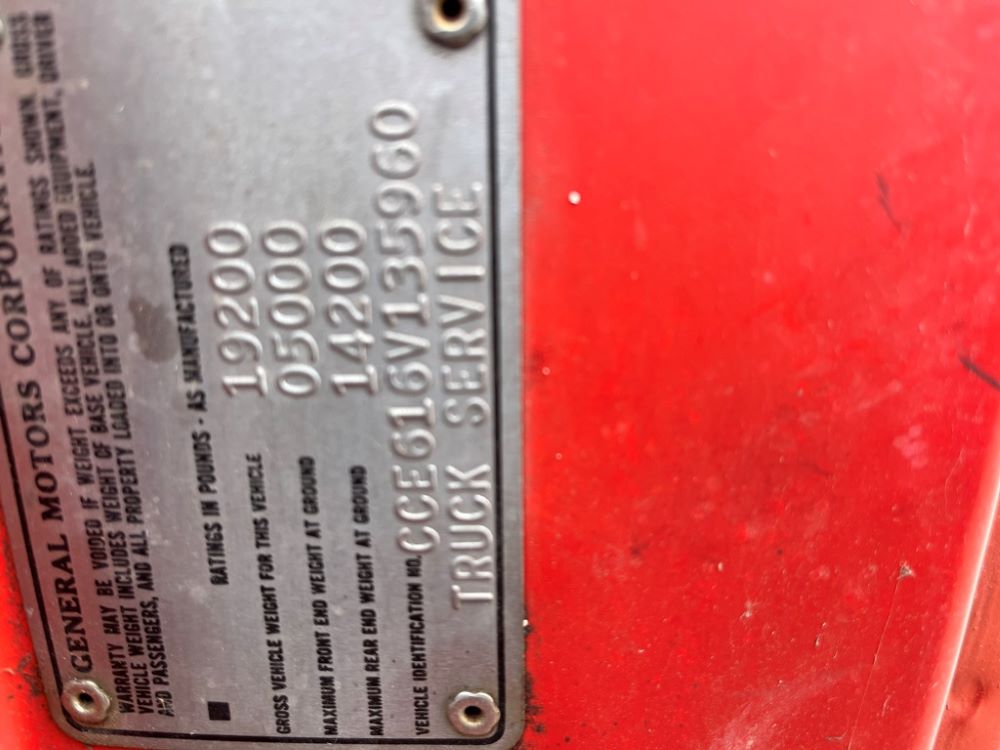 GENERAL MOTORS CORPORATION
WARRANTY MAY BE VOIDED IF WEIGHT EXCEEDS ANY OF RATINGS SHOWN. GROSS
VEHICLE WEIGHT INCLUDES WEIGHT OF BASE VEHICLE, ALL ADDED EQUIPMENT, DRIVER
AND PASSENGERS, AND ALL PROPERTY LOADED INTO OR ONTO VEHICLE.
RATINGS IN POUNDS - AS MANUFACTURED
GROSS VEHICLE WEIGHT FOR THIS VEHICLE 19200
MAXIMUM FRONT END WEIGHT AT GROUND 05000
MAXIMUM REAR END WEIGHT AT GROUND 14200
VEHICLE IDENTIFICATION NO. CCE616V135960
TRUCK SERVICE